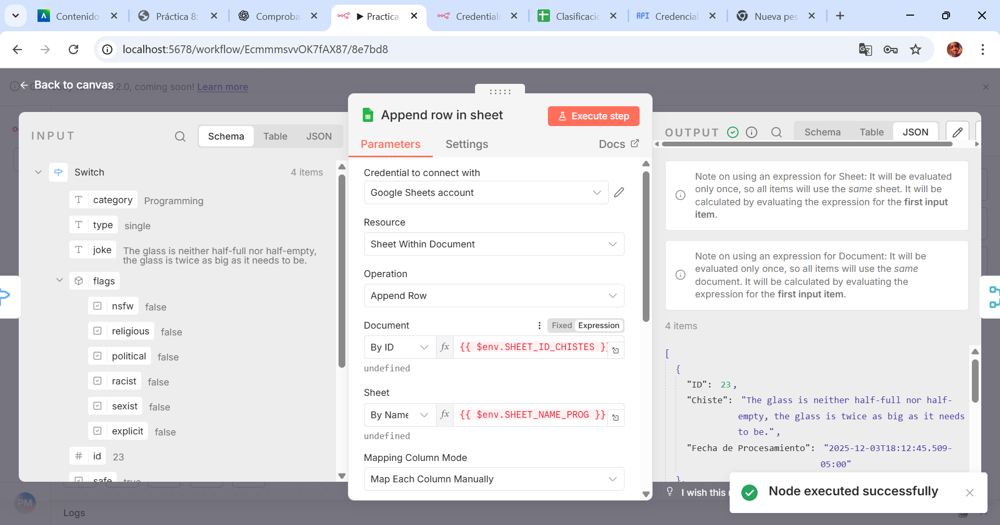 Contenido
Práctica 8:
Comproba
▶ Practica
Credentials
Clasificaci
API Credencial
Nueva pes
localhost:5678/workflow/EcmmmsvvOK7fAX87/8e7bd8
Back to canvas
2.0, coming soon! Learn more
INPUT
Schema
Table
JSON
Switch
4 items
T category Programming
T type single
T joke The glass is neither half-full nor half-empty,
the glass is twice as big as it needs to be.
flags
nsfw false
religious false
political false
racist false
sexist false
explicit false
# id 23
safe true
Append row in sheet
Execute step
Parameters
Settings
Docs
Credential to connect with
Google Sheets account
Resource
Sheet Within Document
Operation
Append Row
Document
Fixed Expression
By ID
fx {{ $env.SHEET_ID_CHISTES }}
undefined
Sheet
By Name
fx {{ $env.SHEET_NAME_PROG }}
undefined
Mapping Column Mode
Map Each Column Manually
OUTPUT
Schema
Table
JSON
Note on using an expression for Sheet: It will be evaluated
only once, so all items will use the same sheet. It will be
calculated by evaluating the expression for the first input
item.
Note on using an expression for Document: It will be
evaluated only once, so all items will use the same
document. It will be calculated by evaluating the
expression for the first input item.
4 items
[
{
"ID": 23,
"Chiste": "The glass is neither half-full nor half-
empty, the glass is twice as big as it needs
to be.",
"Fecha de Procesamiento": "2025-12-03T18:12:45.509-
05:00"
},
I wish this
Node executed successfully
PM
Logs